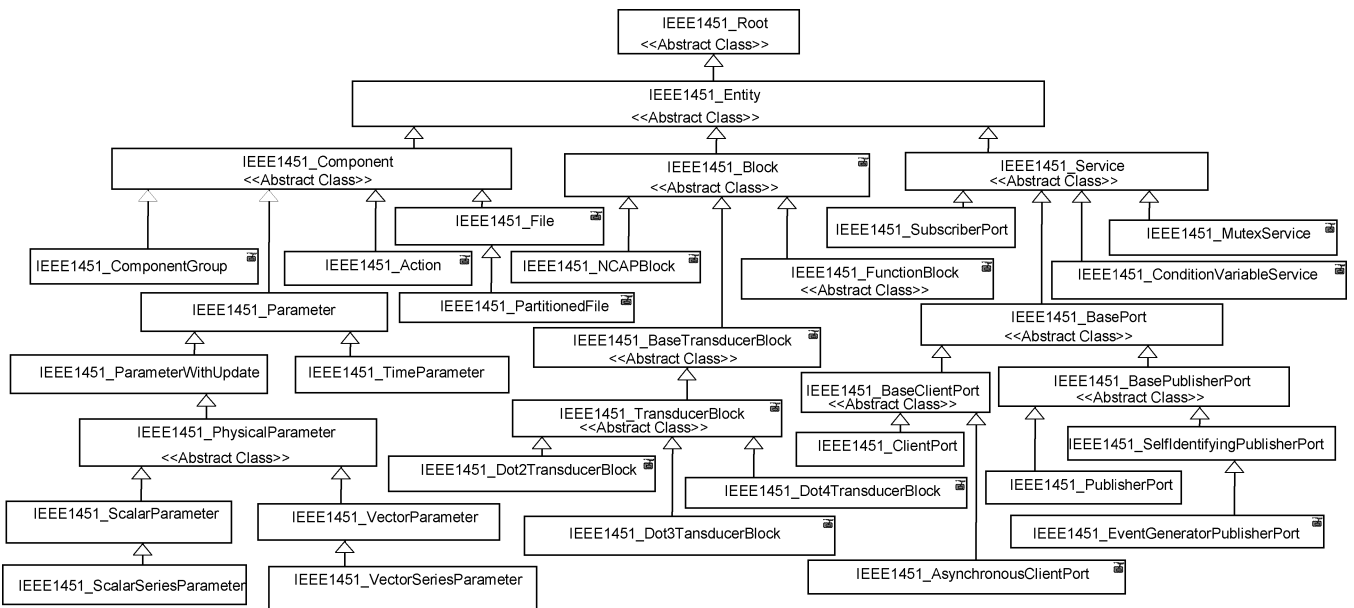 IEEE1451_Root
<<Abstract Class>>
IEEE1451_Entity
<<Abstract Class>>
IEEE1451_Component
<<Abstract Class>>
IEEE1451_Block
<<Abstract Class>>
IEEE1451_Service
<<Abstract Class>>
IEEE1451_File
IEEE1451_SubscriberPort
IEEE1451_MutexService
IEEE1451_ComponentGroup
IEEE1451_Action
IEEE1451_NCAPBlock
IEEE1451_FunctionBlock
<<Abstract Class>>
IEEE1451_ConditionVariableService
IEEE1451_Parameter
IEEE1451_PartitionedFile
IEEE1451_BasePort
<<Abstract Class>>
IEEE1451_BaseTransducerBlock
<<Abstract Class>>
IEEE1451_ParameterWithUpdate
IEEE1451_TimeParameter
IEEE1451_BaseClientPort
<<Abstract Class>>
IEEE1451_BasePublisherPort
<<Abstract Class>>
IEEE1451_TransducerBlock
<<Abstract Class>>
IEEE1451_PhysicalParameter
<<Abstract Class>>
IEEE1451_ClientPort
IEEE1451_SelfIdentifyingPublisherPort
IEEE1451_Dot2TransducerBlock
IEEE1451_Dot4TransducerBlock
IEEE1451_PublisherPort
IEEE1451_ScalarParameter
IEEE1451_VectorParameter
IEEE1451_Dot3TansducerBlock
IEEE1451_EventGeneratorPublisherPort
IEEE1451_ScalarSeriesParameter
IEEE1451_VectorSeriesParameter
IEEE1451_AsynchronousClientPort